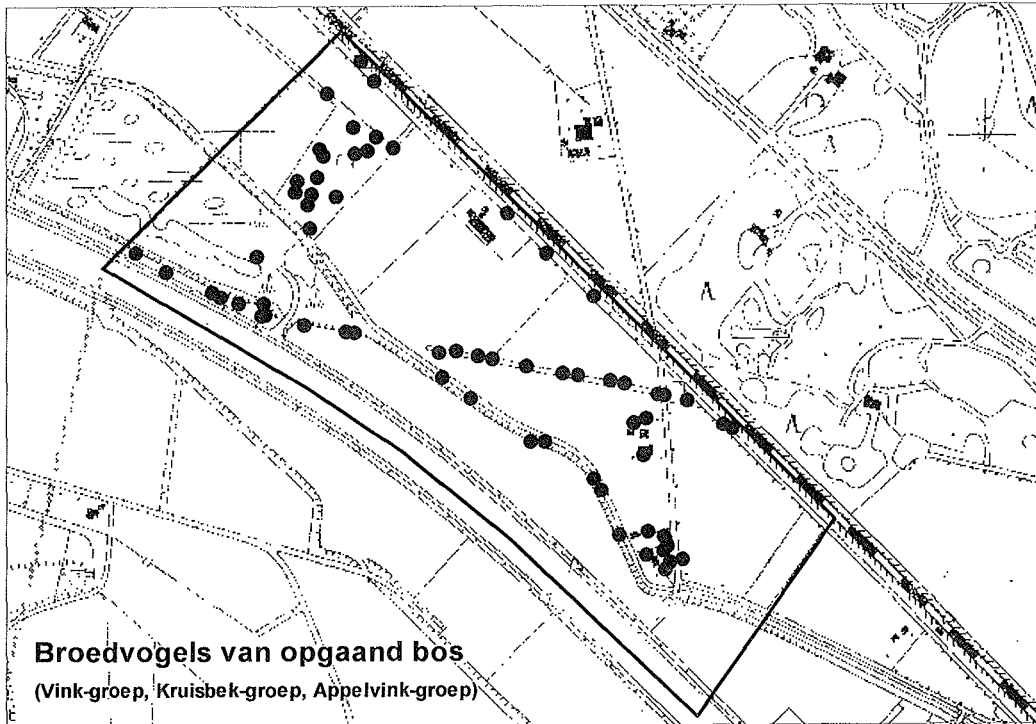 Broedvogels van opgaand bos
(Vink-groep, Kruisbek-groep, Appelvink-groep)